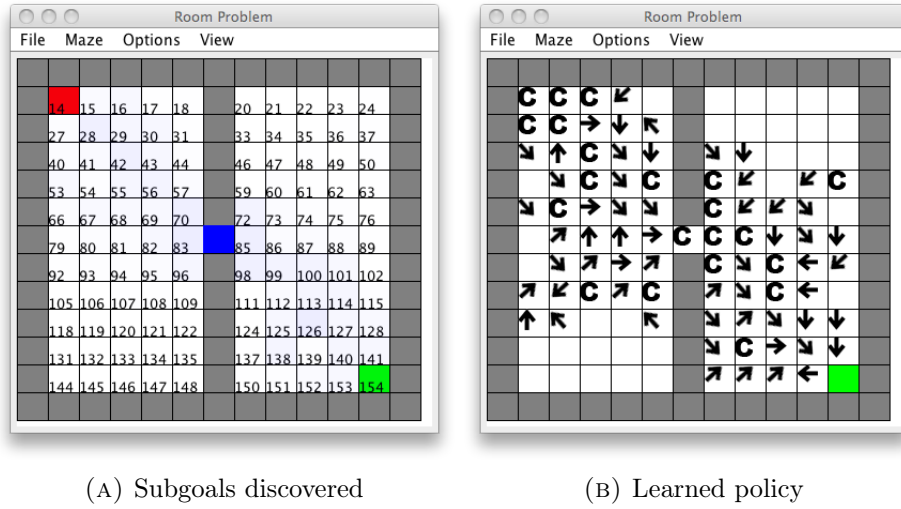 Room Problem
File Maze Options View
14 15 16 17 18 20 21 22 23 24
27 28 29 30 31 33 34 35 36 37
40 41 42 43 44 46 47 48 49 50
53 54 55 56 57 59 60 61 62 63
66 67 68 69 70 72 73 74 75 76
79 80 81 82 83 85 86 87 88 89
92 93 94 95 96 98 99 100 101 102
105 106 107 108 109 111 112 113 114 115
118 119 120 121 122 124 125 126 127 128
131 132 133 134 135 137 138 139 140 141
144 145 146 147 148 150 151 152 153 154
(A) Subgoals discovered
Room Problem
File Maze Options View
C C C ↙
C C → ↓ ↖
↘ ↑ C ↘ ↓ ↘ ↓
↘ C ↘ C C ↙ ↙ C
↘ C → ↘ ↘ C ↙ ↙ ↘
↗ ↑ ↑ → C C C ↓ ↘ ↓
↘ ↗ → ↗ C ↘ C ← ↙
↗ ↙ C ↗ C ↗ ↘ C ←
↑ ↖ ↖ ↘ ↗ ↘ ↓ ↓
↘ C → ↘ ↓
↗ ↗ ↗ ←
(B) Learned policy